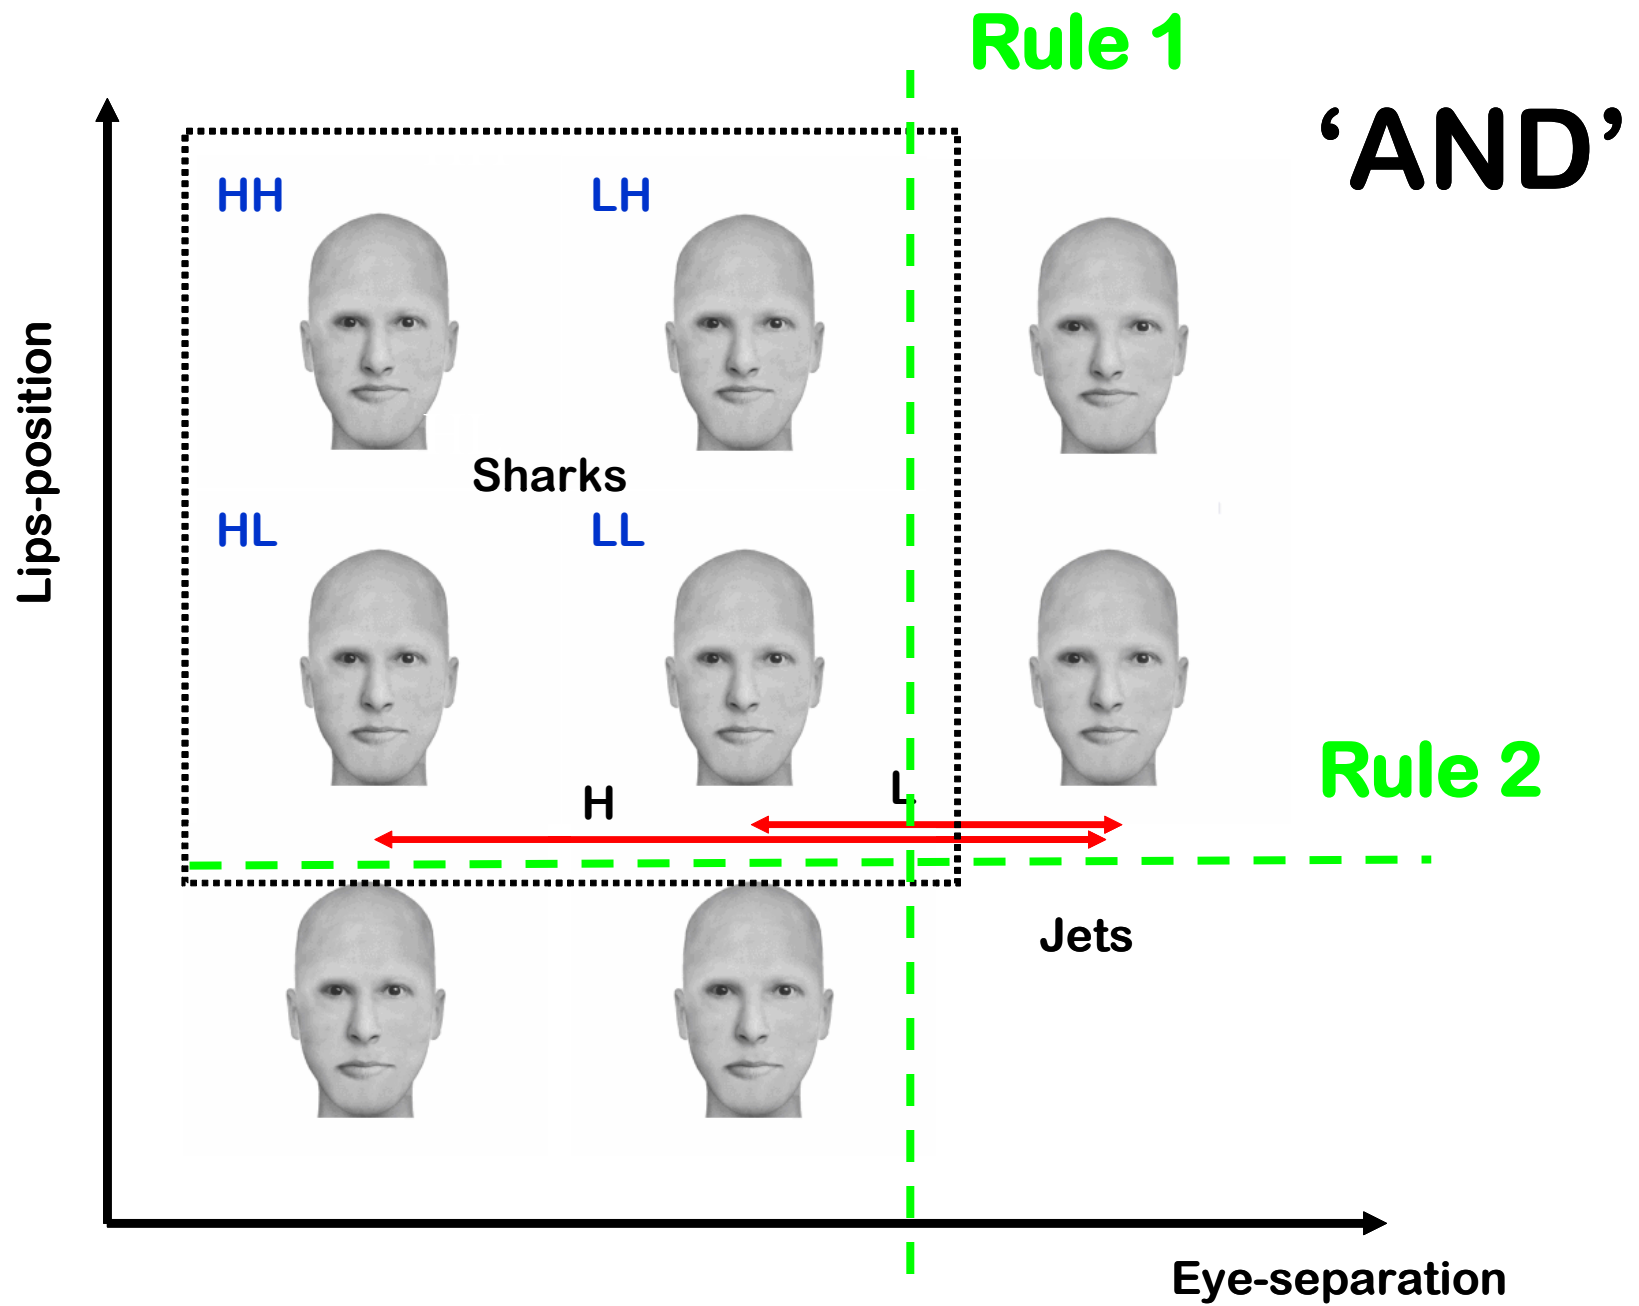 Rule 1
‘AND’
HH
LH
Lips-position
Sharks
HL
LL
Rule 2
H
L
Jets
Eye-separation